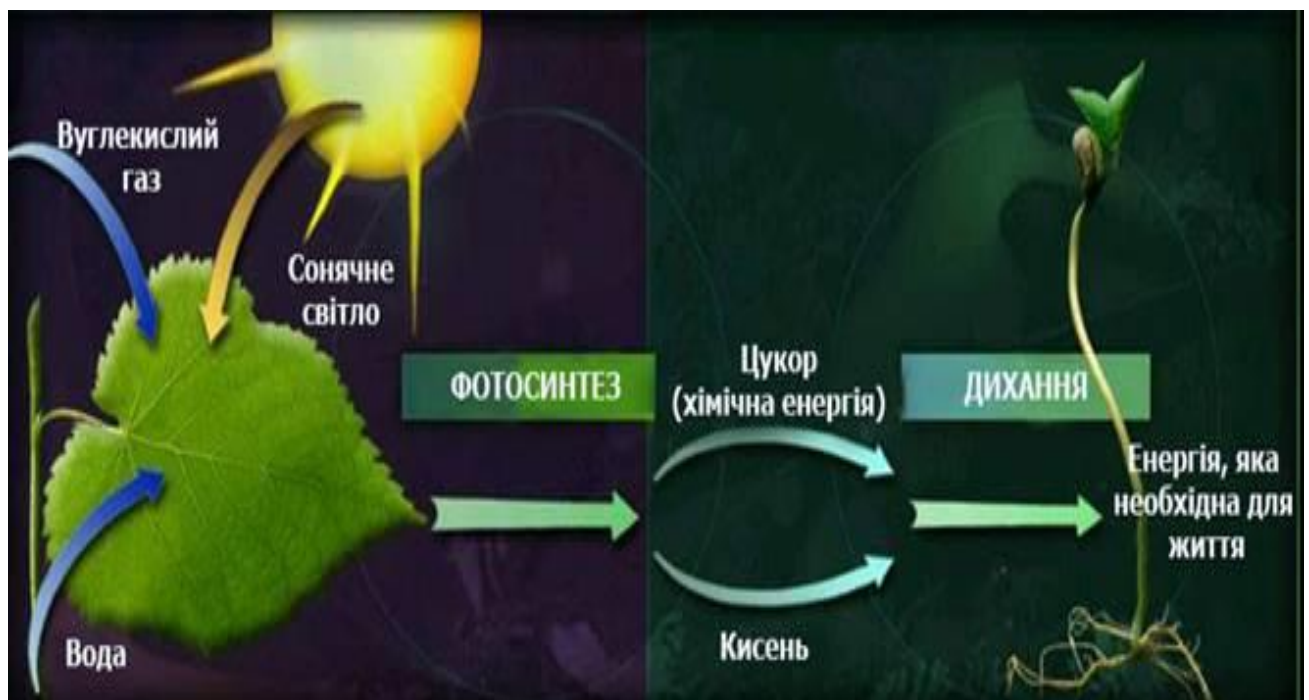 Вуглекислий
газ
Сонячне
світло
Вода
ФОТОСИНТЕЗ
Цукор
(хімічна енергія)
Кисень
ДИХАННЯ
Енергія, яка
необхідна для
життя